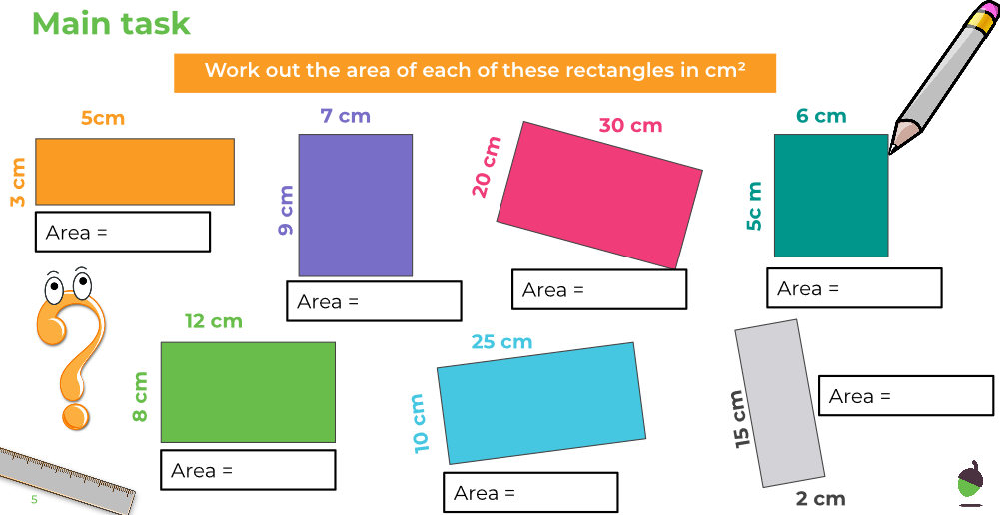 Main task
Work out the area of each of these rectangles in cm²
5cm
3 cm
Area =
7 cm
9 cm
Area =
30 cm
20 cm
Area =
6 cm
5c m
Area =
12 cm
8 cm
Area =
25 cm
10 cm
Area =
15 cm
2 cm
Area =
5